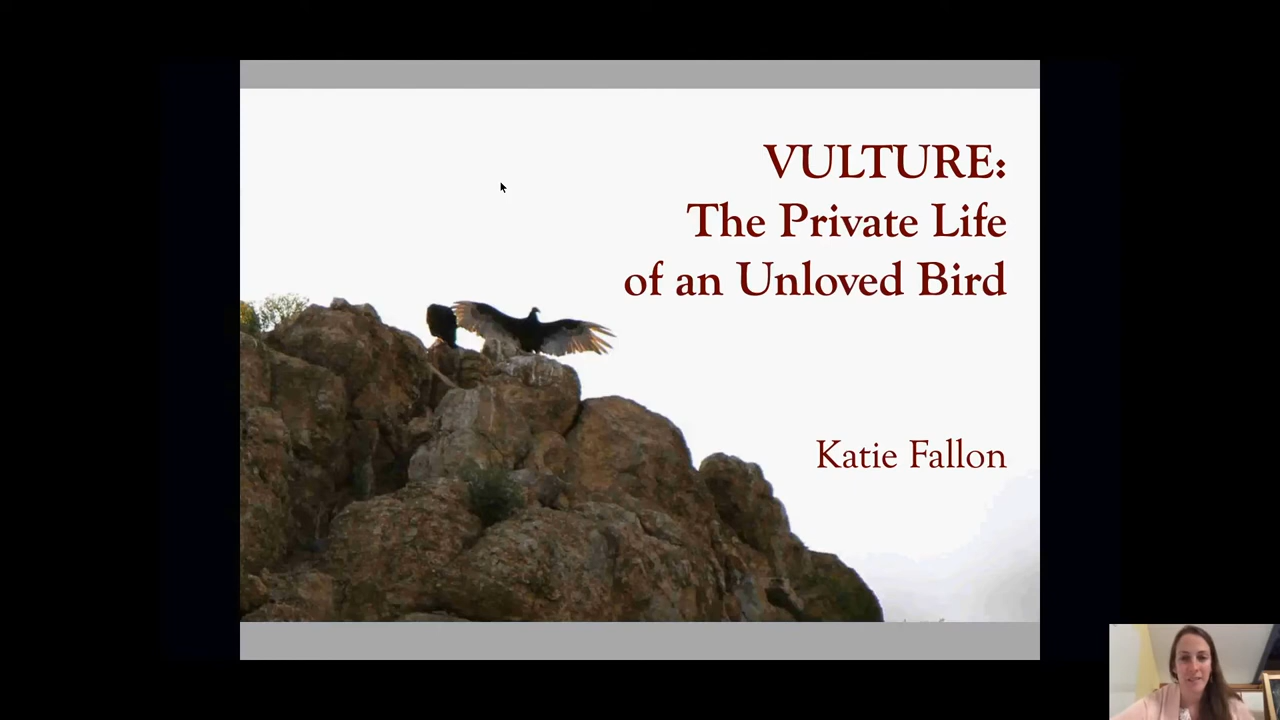 VULTURE:
The Private Life
of an Unloved Bird
Katie Fallon